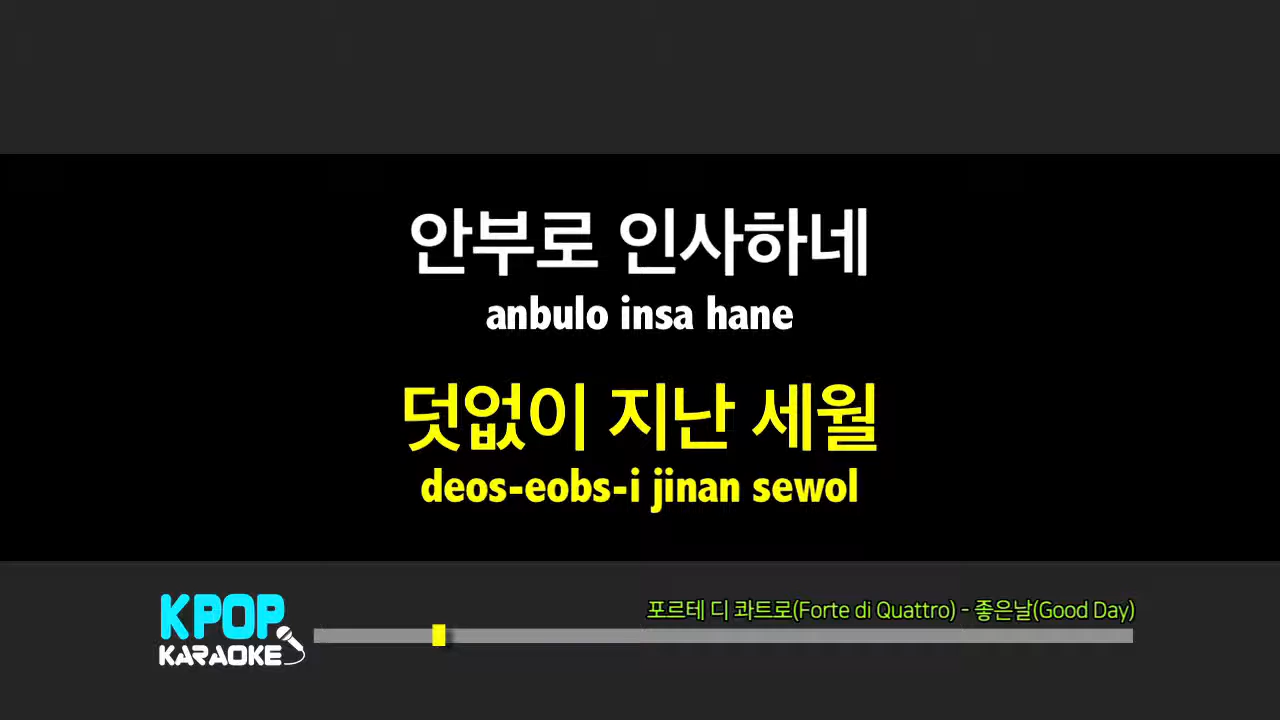 안부로 인사하네
anbulo insa hane
덧없이 지난 세월
deos-eobs-i jinan sewol
포르테 디 콰트로(Forte di Quattro) - 좋은날(Good Day)
KPOP
KARAOKE